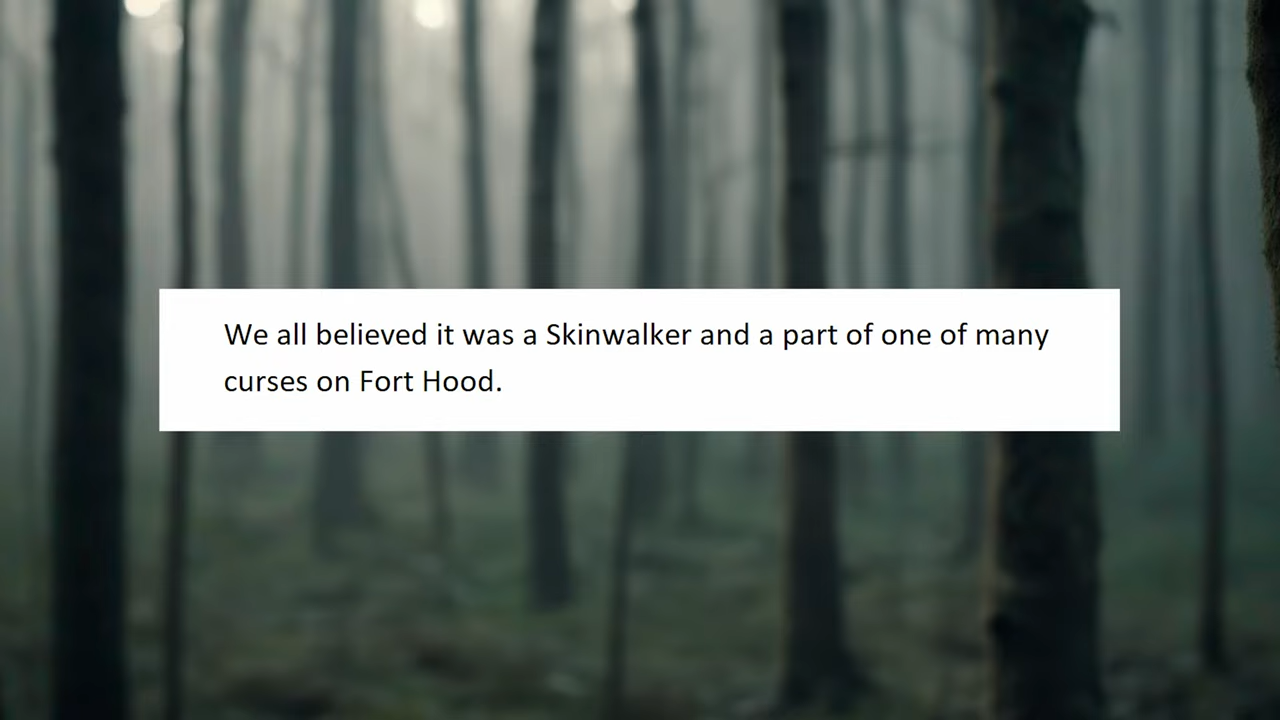 We all believed it was a Skinwalker and a part of one of many
curses on Fort Hood.